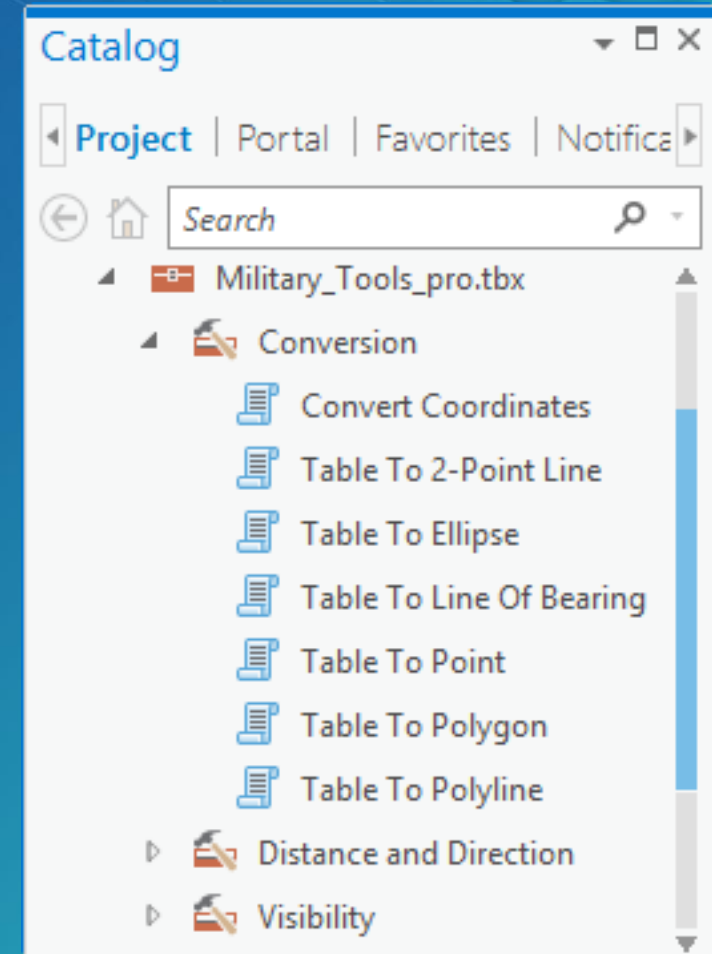 Catalog
Project | Portal | Favorites | Notifica
Search
Military_Tools_pro.tbx
Conversion
Convert Coordinates
Table To 2-Point Line
Table To Ellipse
Table To Line Of Bearing
Table To Point
Table To Polygon
Table To Polyline
Distance and Direction
Visibility